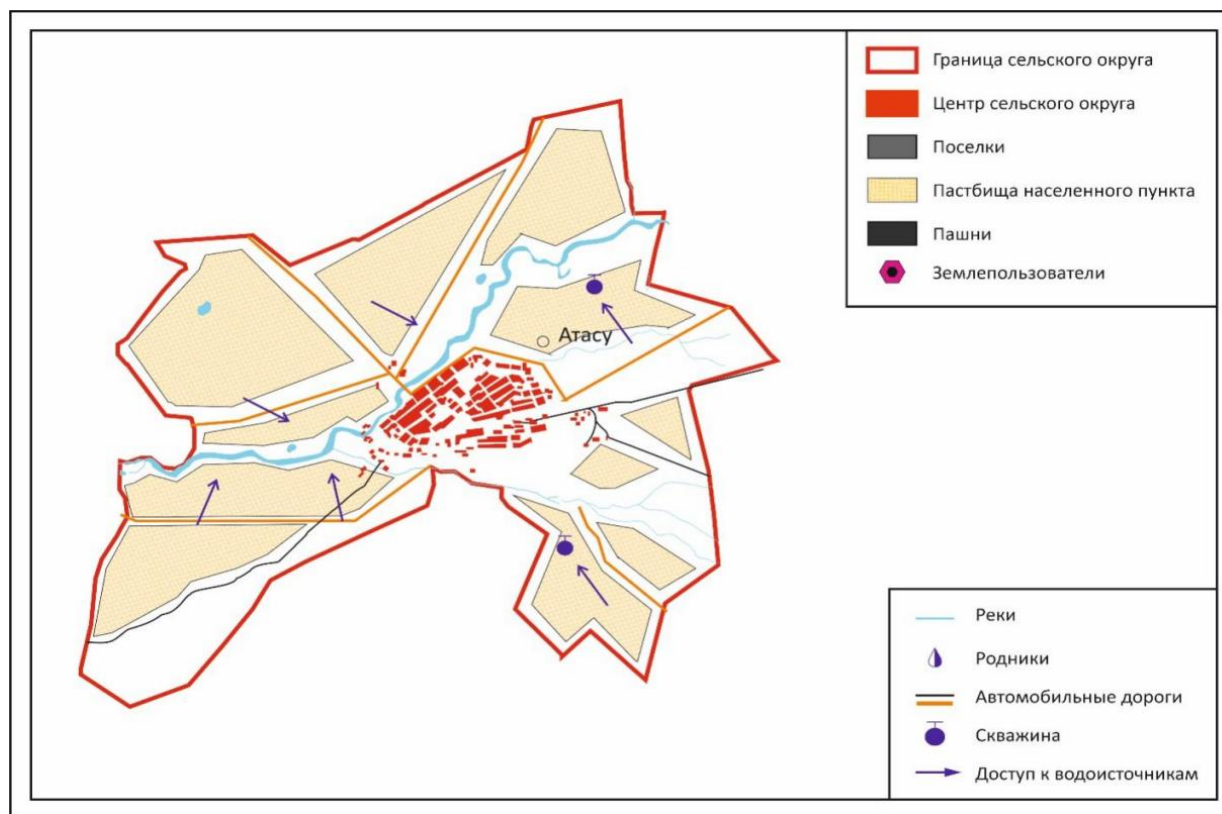 Граница сельского округа
Центр сельского округа
Поселки
Пастбища населенного пункта
Пашни
Землепользователи
Атасу
Реки
Родники
Автомобильные дороги
Скважина
Доступ к водоисточникам